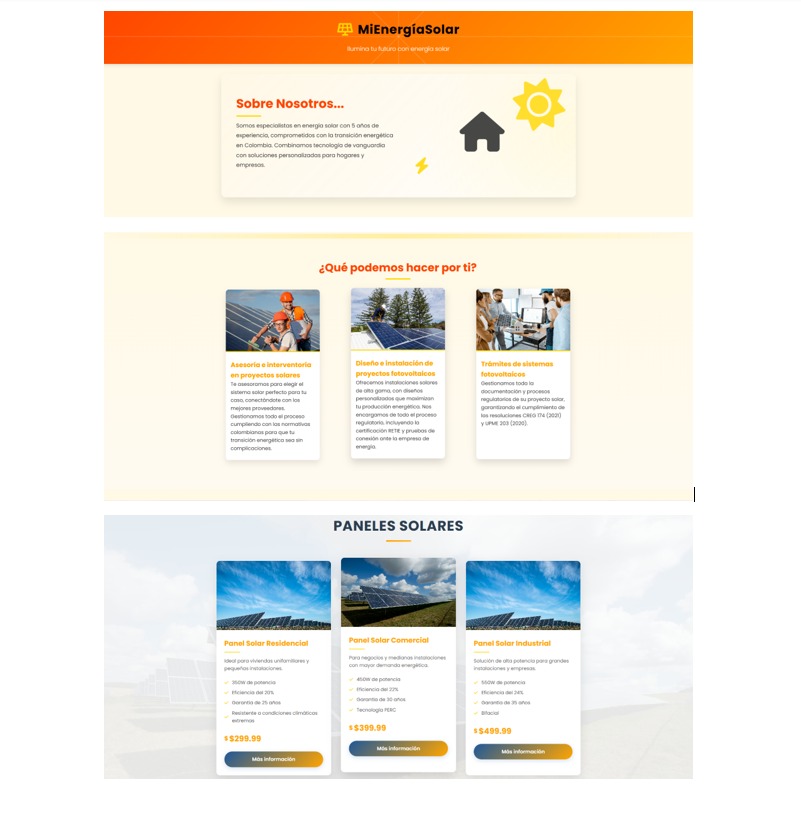 MiEnergíaSolar
Ilumina tu futuro con energía solar
Sobre Nosotros...
Somos especialistas en energía solar con 5 años de
experiencia, comprometidos con la transición energética
en Colombia. Combinamos tecnología de vanguardia
con soluciones personalizadas para hogares y
empresas.
¿Qué podemos hacer por ti?
Asesoría e interventoría
en proyectos solares
Te asesoramos para elegir el
sistema solar perfecto para tu
caso, conectándote con los
mejores proveedores.
Gestionamos todo el proceso
cumpliendo con las normativas
colombianas para que tu
transición energética sea sin
complicaciones.
Diseño e instalación de
proyectos fotovoltaicos
Ofrecemos instalaciones solares
de alta gama, con diseños
personalizados que maximizan
tu producción energética. Nos
encargamos de todo el proceso
regulatorio, incluyendo la
certificación RETIE y pruebas de
conexión ante la empresa de
energía.
Trámites de sistemas
fotovoltaicos
Gestionamos toda la
documentación y procesos
regulatorios de su proyecto solar,
garantizando el cumplimiento de
las resoluciones CREG 174 (2021)
y UPME 203 (2020).
PANELES SOLARES
Panel Solar Residencial
Ideal para viviendas unifamiliares y
pequeñas instalaciones.
350W de potencia
Eficiencia del 20%
Garantía de 25 años
Resistente a condiciones climáticas
extremas
$ $299.99
Más información
Panel Solar Comercial
Para negocios y medianas instalaciones
con mayor demanda energética.
450W de potencia
Eficiencia del 22%
Garantía de 30 años
Tecnología PERC
$ $399.99
Más información
Panel Solar Industrial
Solución de alta potencia para grandes
instalaciones y empresas.
550W de potencia
Eficiencia del 24%
Garantía de 35 años
Bifacial
$ $499.99
Más información